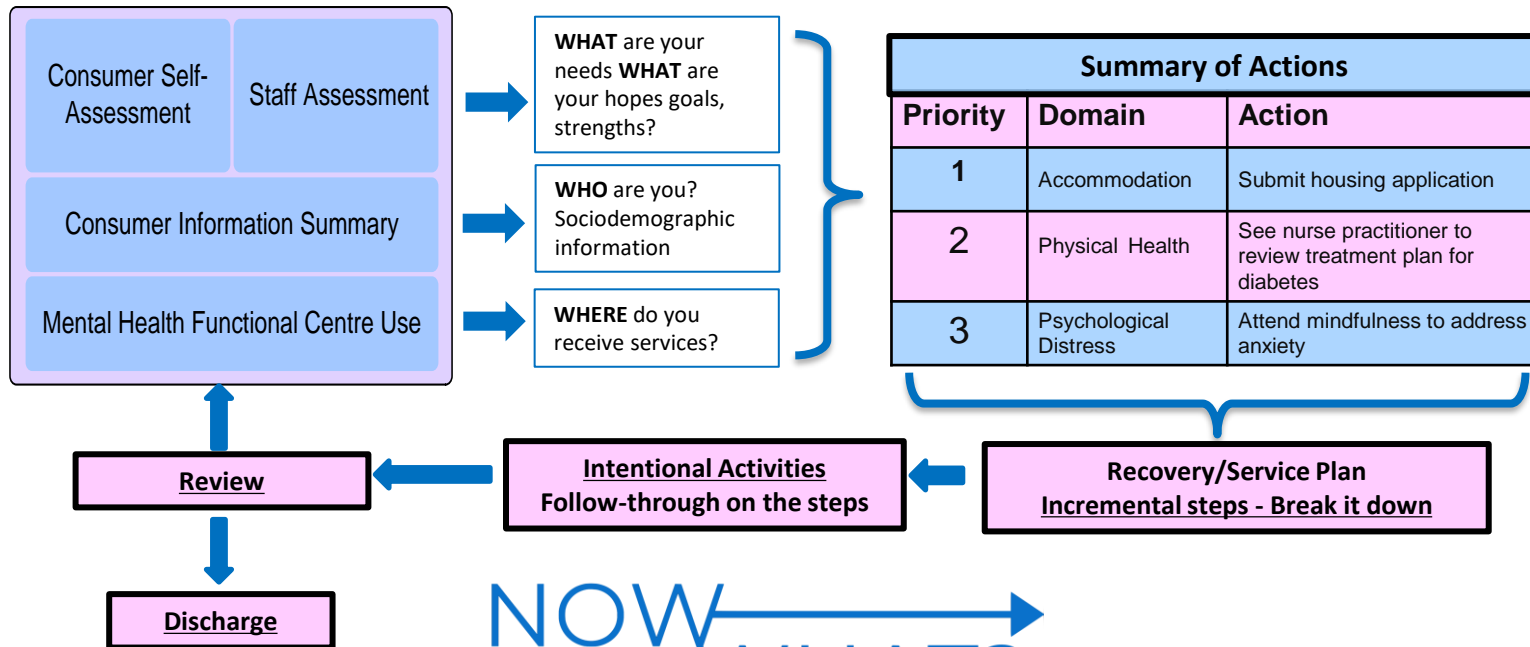 Consumer Self-
Assessment
Staff Assessment
Consumer Information Summary
Mental Health Functional Centre Use
WHAT are your
needs WHAT are
your hopes goals,
strengths?
WHO are you?
Sociodemographic
information
WHERE do you
receive services?
Summary of Actions
Priority Domain Action
1 Accommodation Submit housing application
2 Physical Health See nurse practitioner to
review treatment plan for
diabetes
3 Psychological
Distress
Attend mindfulness to address
anxiety
Review
Intentional Activities
Follow-through on the steps
Recovery/Service Plan
Incremental steps - Break it down
Discharge
NOW